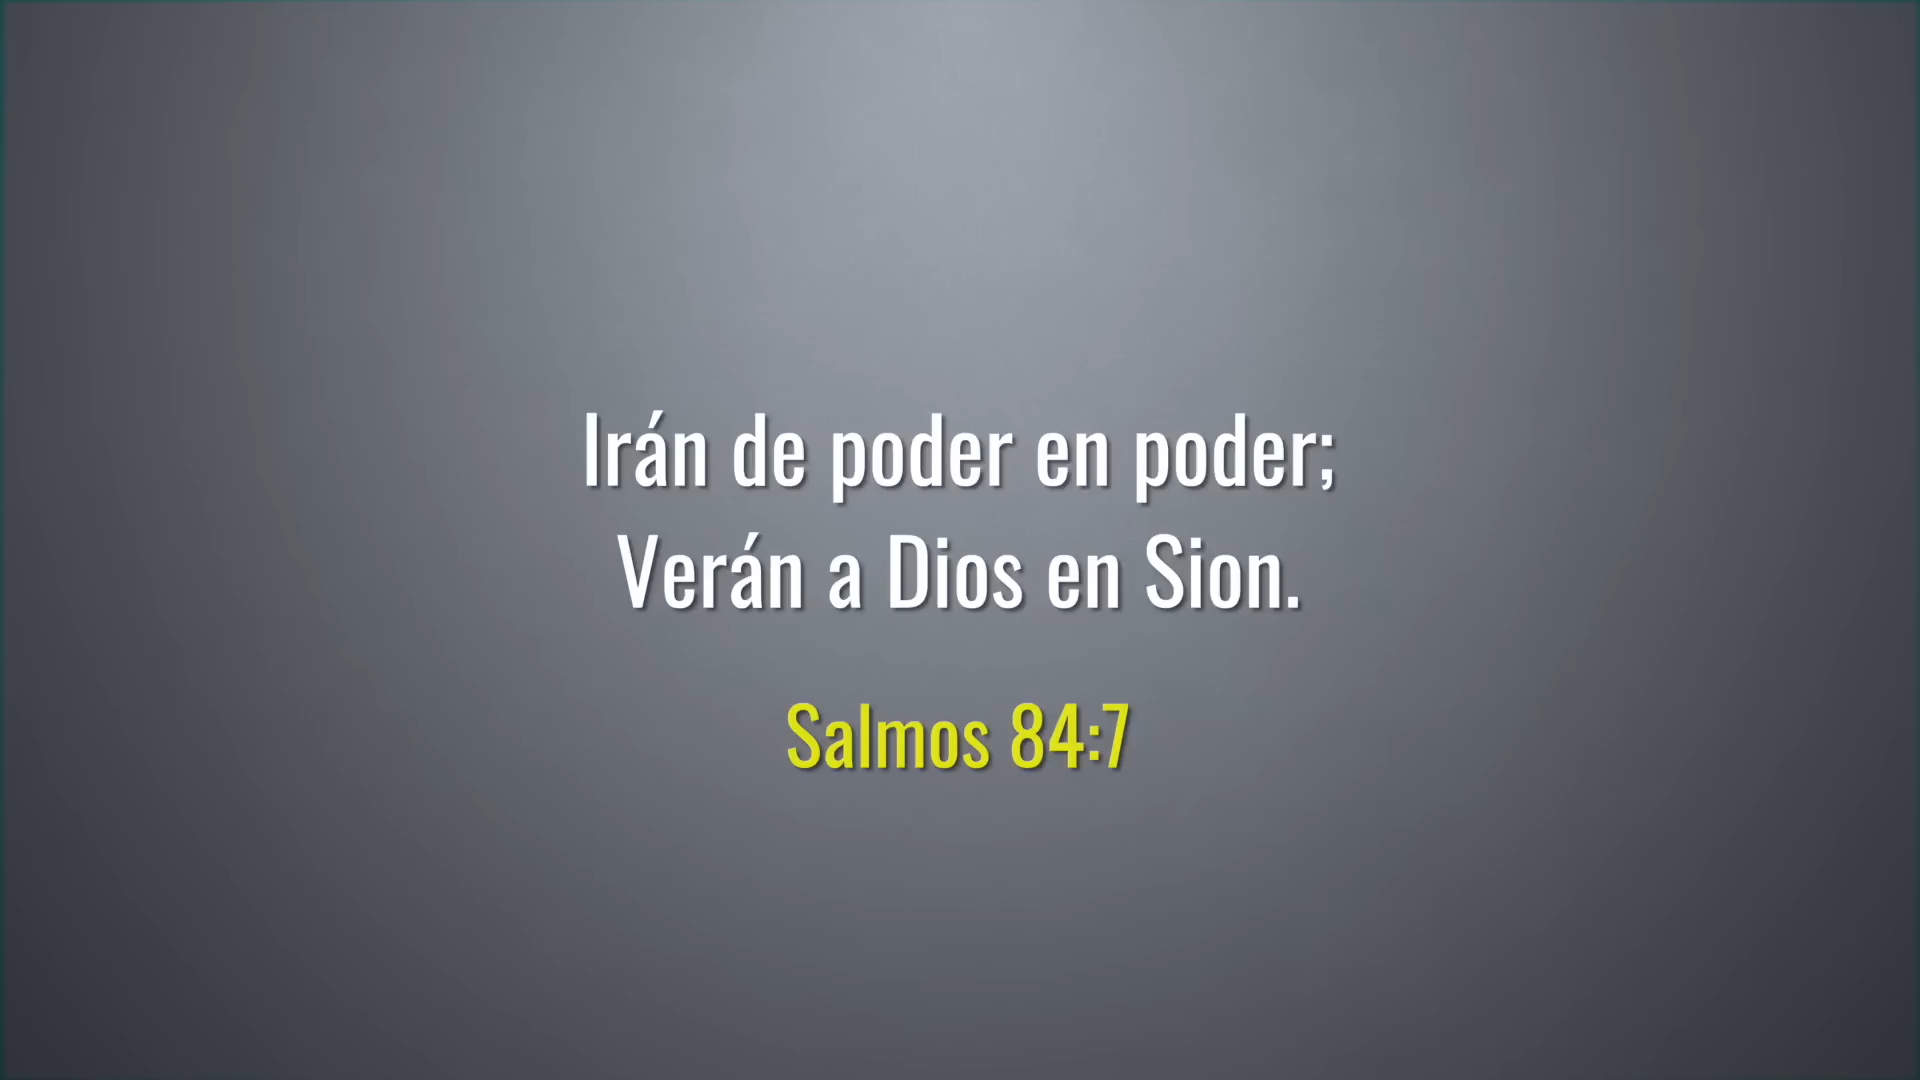 Irán de poder en poder;
Verán a Dios en Sion.
Salmos 84:7